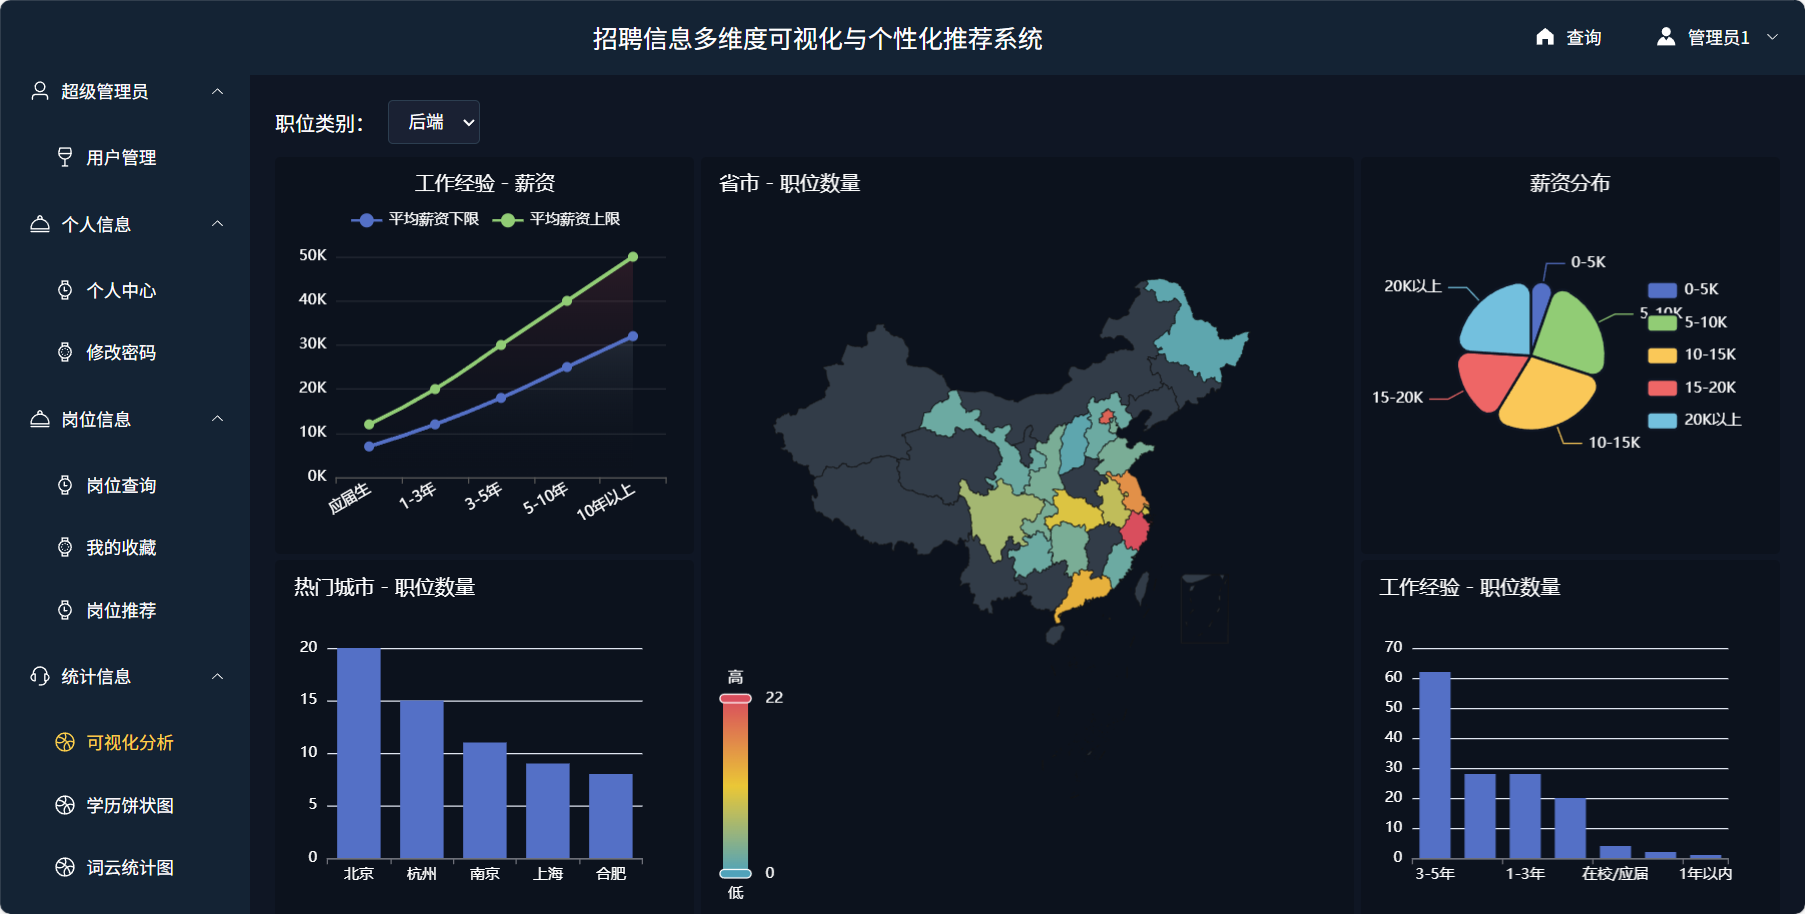 招聘信息多维度可视化与个性化推荐系统
查询
管理员1
超级管理员
用户管理
个人信息
个人中心
修改密码
岗位信息
岗位查询
我的收藏
岗位推荐
统计信息
可视化分析
学历饼状图
词云统计图
职位类别：
后端
工作经验 - 薪资
平均薪资下限 平均薪资上限
50K
40K
30K
20K
10K
0K
应届生 1-3年 3-5年 5-10年 10年以上
省市 - 职位数量
高
22
0
低
薪资分布
0-5K
5-10K
10-15K
15-20K
20K以上
0-5K
5-10K
10-15K
15-20K
20K以上
热门城市 - 职位数量
20
15
10
5
0
北京 杭州 南京 上海 合肥
工作经验 - 职位数量
70
60
50
40
30
20
10
0
3-5年 1-3年 在校/应届 1年以内